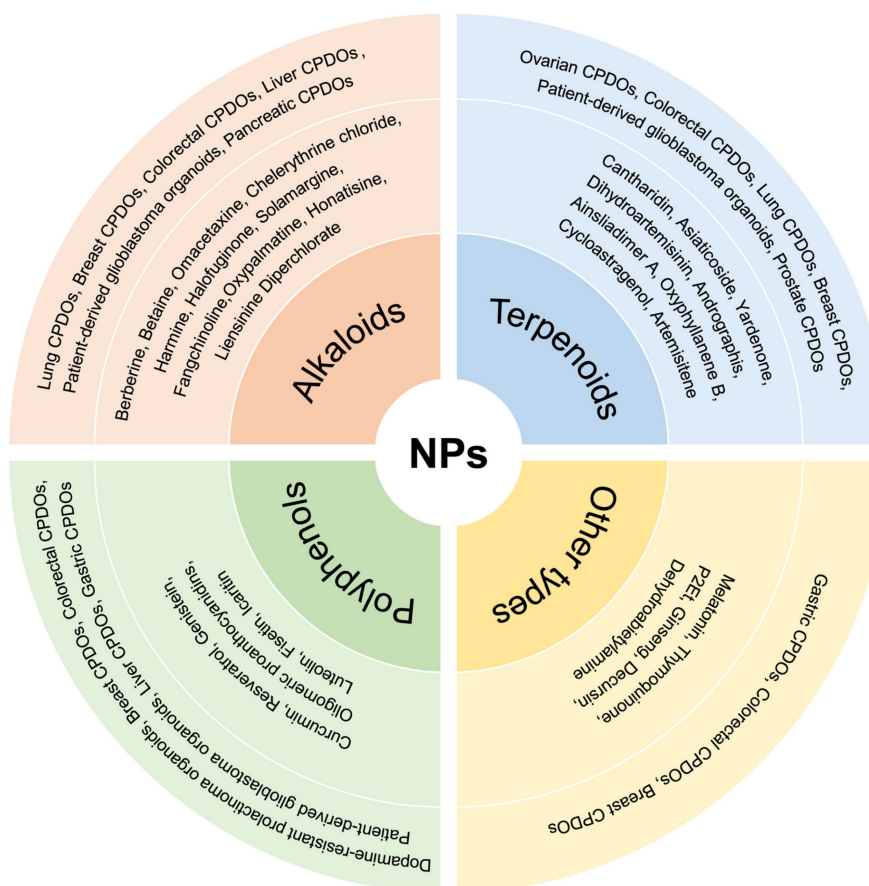 Lung CPDOs, Breast CPDOs, Colorectal CPDOs, Liver CPDOs,
Patient-derived glioblastoma organoids, Pancreatic CPDOs
Berberine, Betaine, Omacetaxine, Chelerythrine chloride,
Harmine, Halofuginone, Solamargine,
Fangchinoline, Oxypalmatine, Honatisine,
Liensinine Diperchlorate
Alkaloids
Ovarian CPDOs, Colorectal CPDOs, Lung CPDOs, Breast CPDOs,
Patient-derived glioblastoma organoids, Prostate CPDOs
Cantharidin, Asiaticoside, Yardenone,
Dihydroartemisinin, Andrographis,
Ainsliadimer A, Oxyphyllanene B,
Cycloastragenol, Artemisitene
Terpenoids
NPs
Polyphenols
Luteolin, Fisetin, Icaritin
Oligomeric proanthocyanidins,
Curcumin, Resveratrol, Genistein,
Patient-derived glioblastoma organoids, Liver CPDOs, Gastric CPDOs
Dopamine-resistant prolactinoma organoids, Breast CPDOs, Colorectal CPDOs,
Other types
Dehydroabietylamine
P2Et, Ginseng, Decursin,
Melatonin, Thymoquinone,
Gastric CPDOs, Colorectal CPDOs, Breast CPDOs